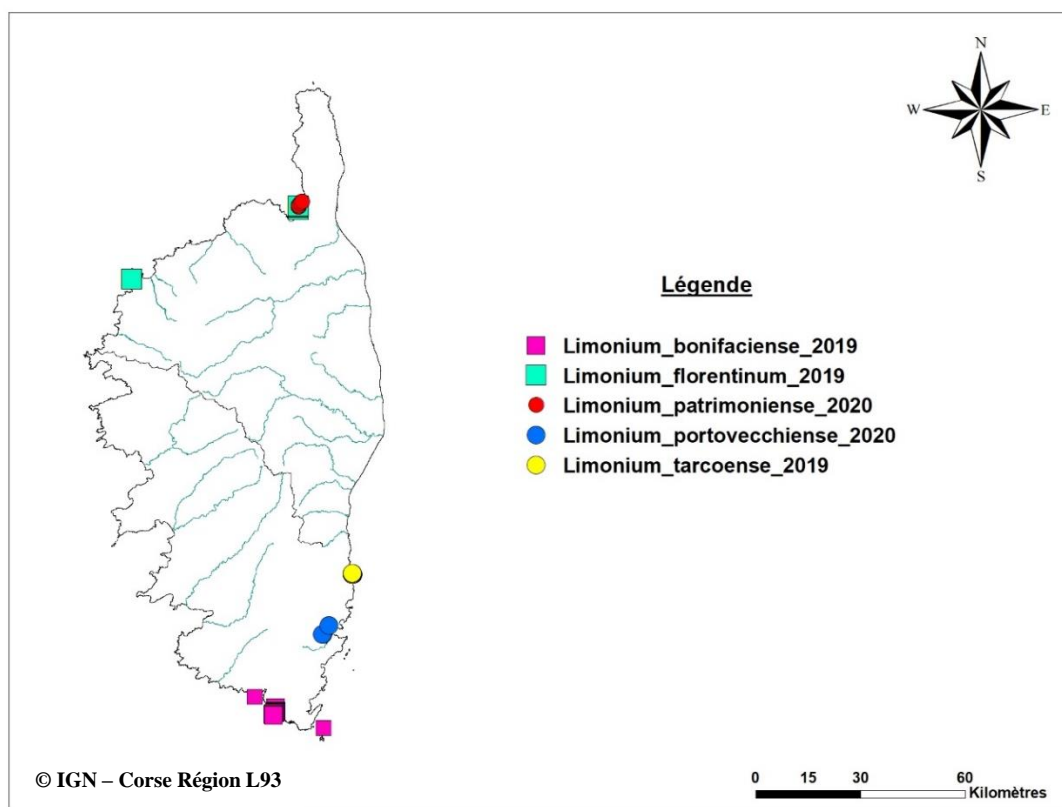 N
W E
S
Légende
Limonium_bonifaciense_2019
Limonium_florentinum_2019
Limonium_patrimoniense_2020
Limonium_portovecchiense_2020
Limonium_tarcoense_2019
© IGN – Corse Région L93
0 15 30 60
Kilomètres